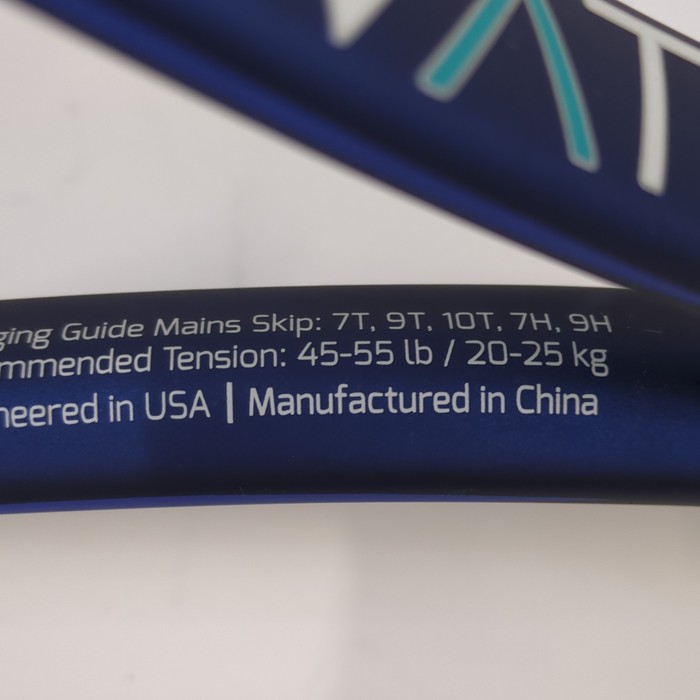 ging Guide Mains Skip: 7T, 9T, 10T, 7H, 9H
mmended Tension: 45-55 lb / 20-25 kg
neered in USA | Manufactured in China